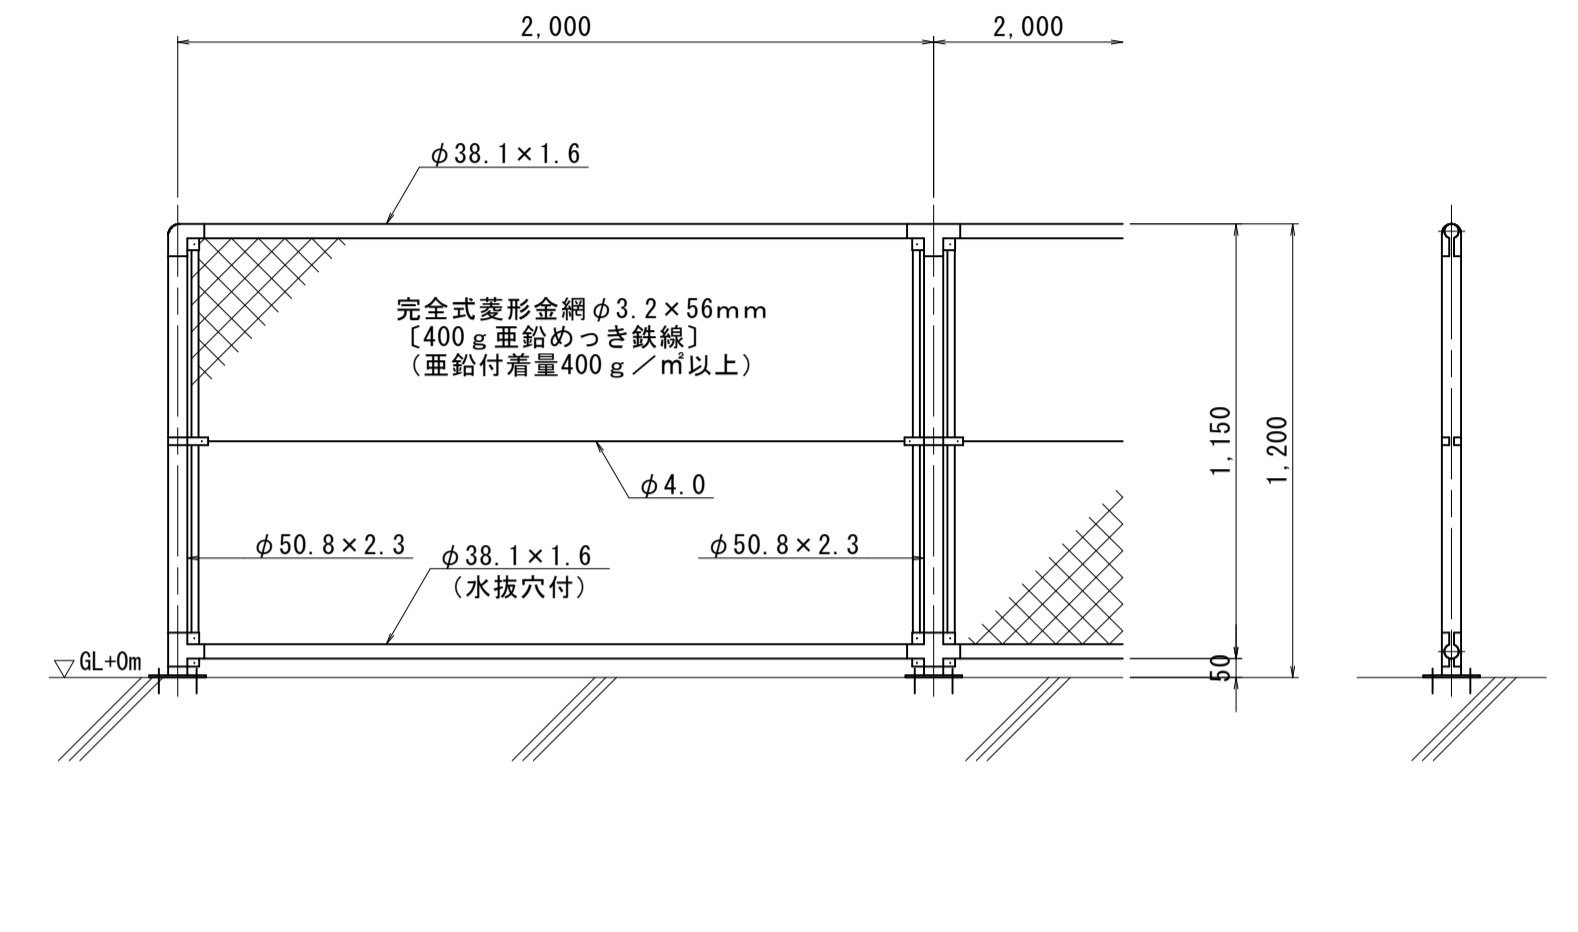 2,000
2,000
φ38.1×1.6
完全式菱形金網φ3.2×56mm
〔400ｇ亜鉛めっき鉄線〕
（亜鉛付着量400ｇ／㎡以上）
1,150
1,200
φ4.0
φ50.8×2.3
φ38.1×1.6
（水抜穴付）
φ50.8×2.3
▽GL+0m
50